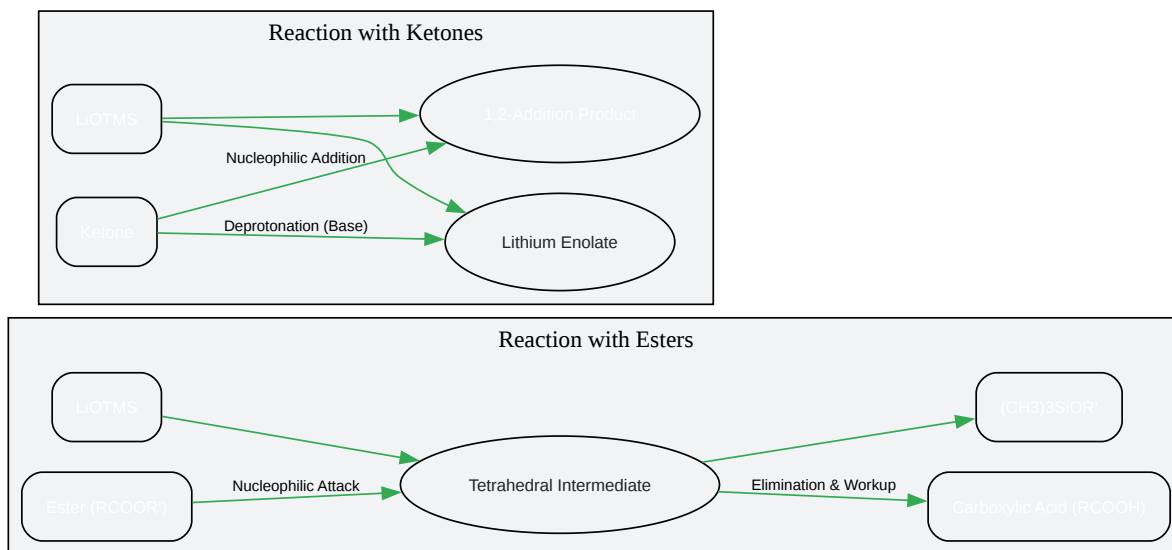 Reaction with Ketones
LiOTMS
1,2-Addition Product
Nucleophilic Addition
Ketone
Deprotonation (Base)
Lithium Enolate
Reaction with Esters
LiOTMS
(CH3)3SiOR'
Ester (RCOOR')
Nucleophilic Attack
Tetrahedral Intermediate
Elimination & Workup
Carboxylic Acid (RCOOH)